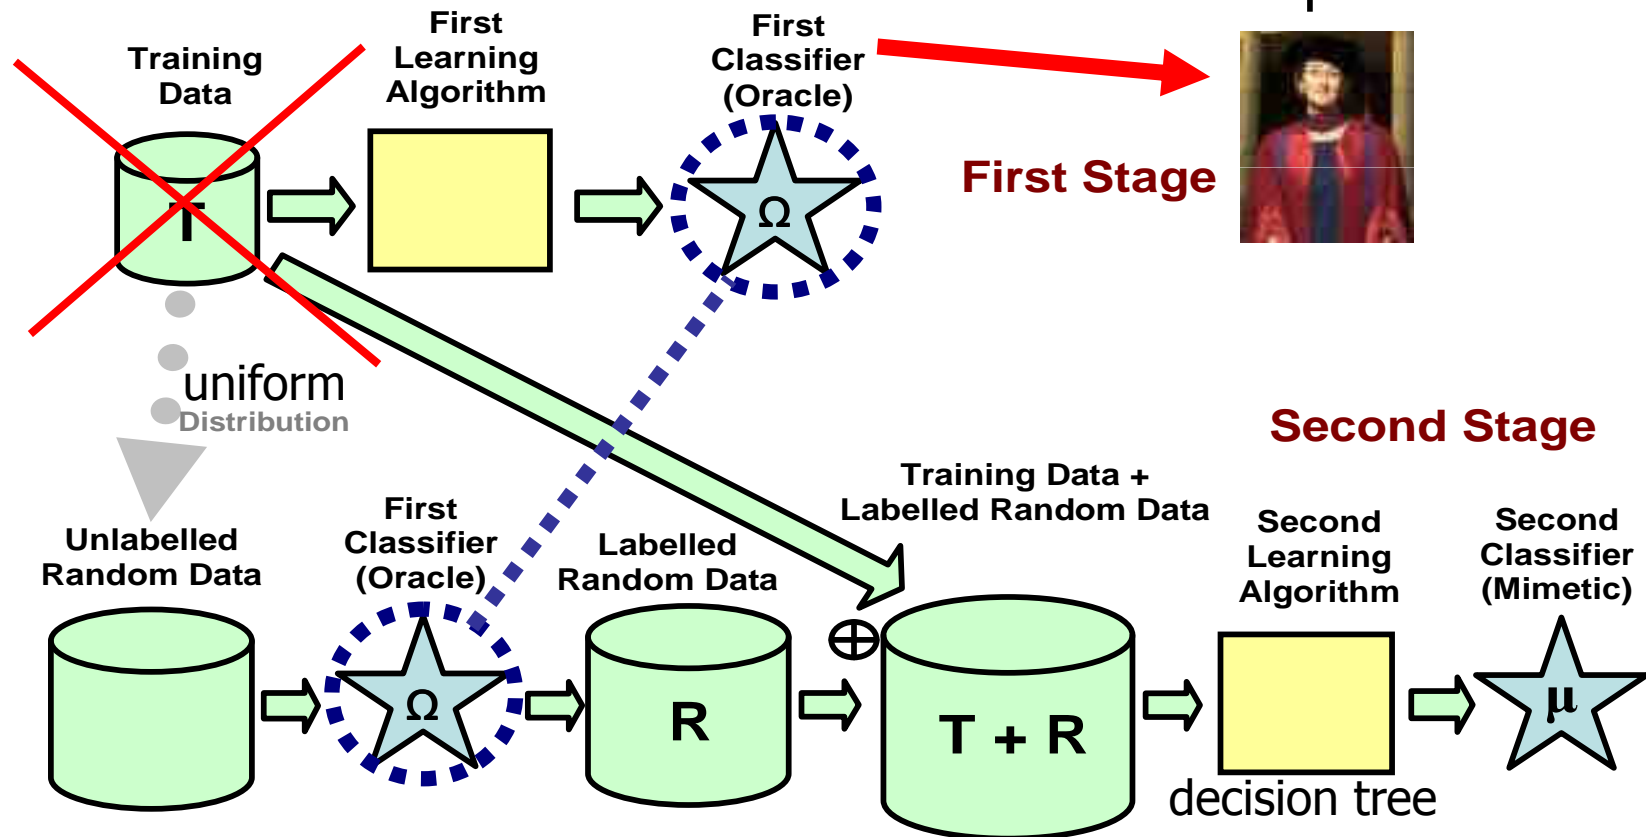 Training
Data
First
Learning
Algorithm
First
Classifier
(Oracle)
T
Ω
First Stage
uniform
Distribution
Second Stage
Unlabelled
Random Data
First
Classifier
(Oracle)
Labelled
Random Data
Training Data +
Labelled Random Data
Second
Learning
Algorithm
Second
Classifier
(Mimetic)
Ω
R
T + R
μ
decision tree